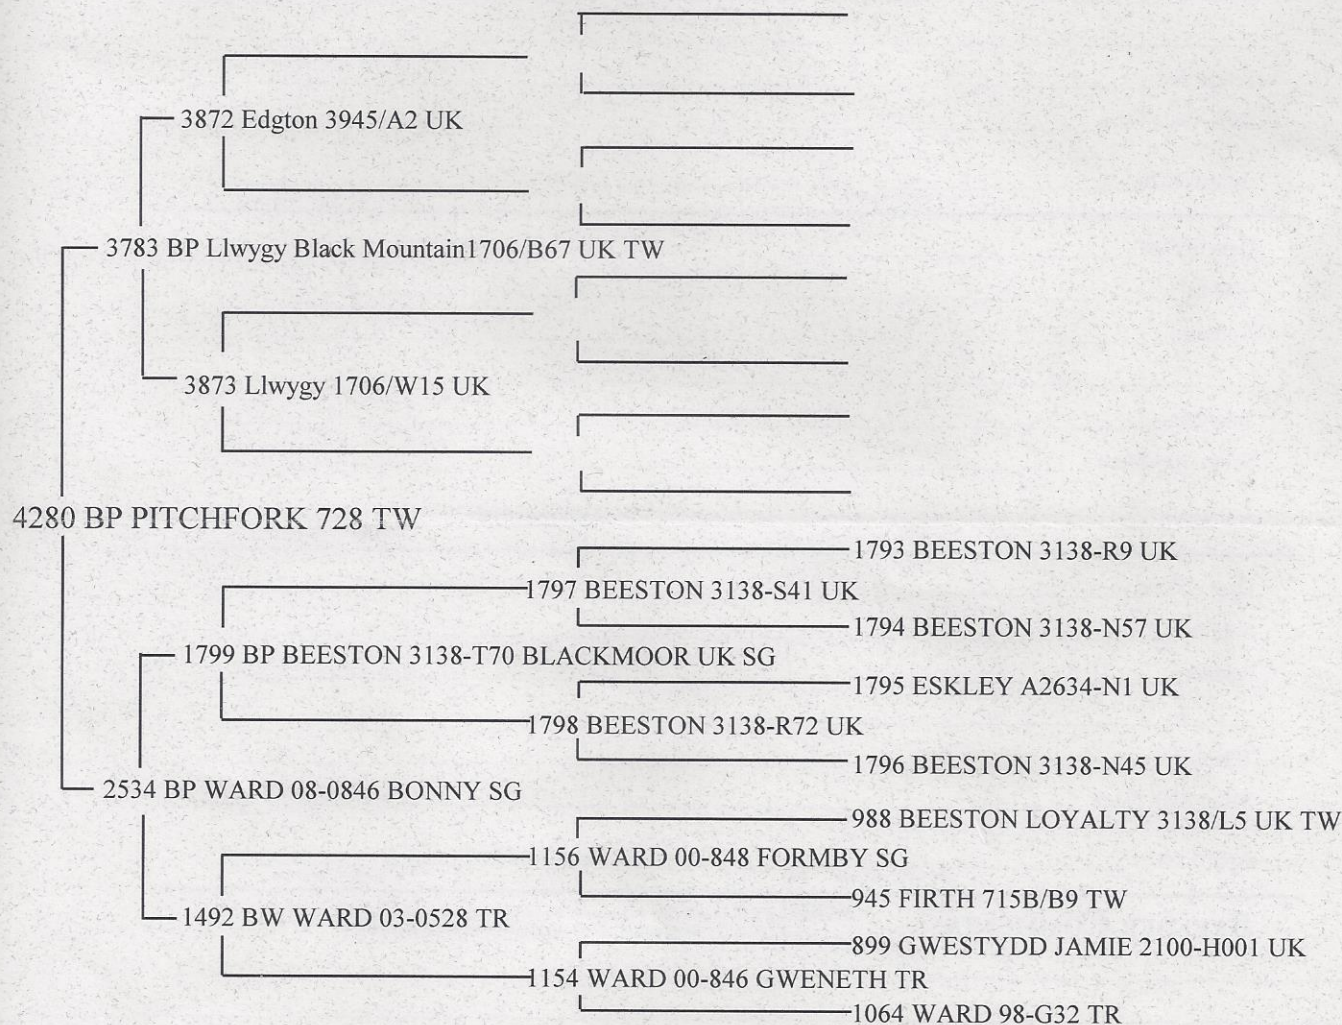 3872 Edgton 3945/A2 UK
3783 BP Llwygy Black Mountain1706/B67 UK TW
3873 Llwygy 1706/W15 UK
4280 BP PITCHFORK 728 TW
1793 BEESTON 3138-R9 UK
1797 BEESTON 3138-S41 UK
1794 BEESTON 3138-N57 UK
1799 BP BEESTON 3138-T70 BLACKMOOR UK SG
1795 ESKLEY A2634-N1 UK
1798 BEESTON 3138-R72 UK
1796 BEESTON 3138-N45 UK
2534 BP WARD 08-0846 BONNY SG
988 BEESTON LOYALTY 3138/L5 UK TW
1156 WARD 00-848 FORMBY SG
945 FIRTH 715B/B9 TW
1492 BW WARD 03-0528 TR
899 GWESTYDD JAMIE 2100-H001 UK
1154 WARD 00-846 GWENETH TR
1064 WARD 98-G32 TR